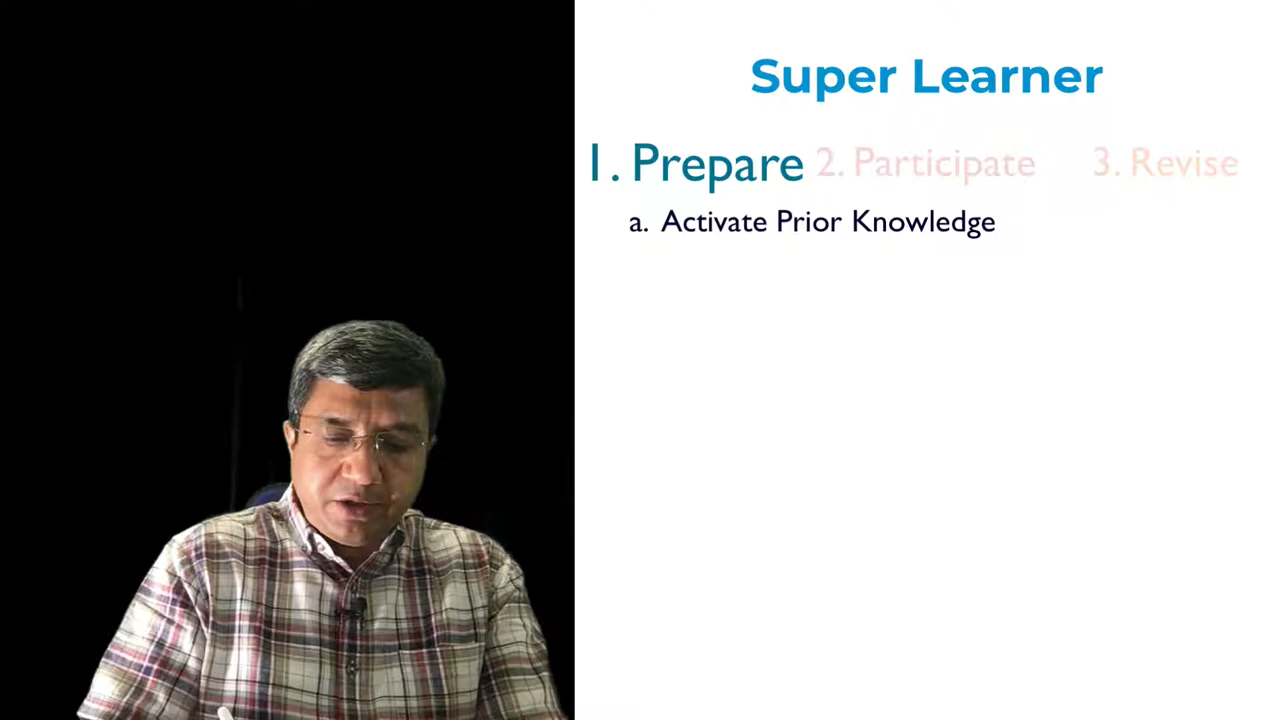 Super Learner
1. Prepare 2. Participate 3. Revise
a. Activate Prior Knowledge